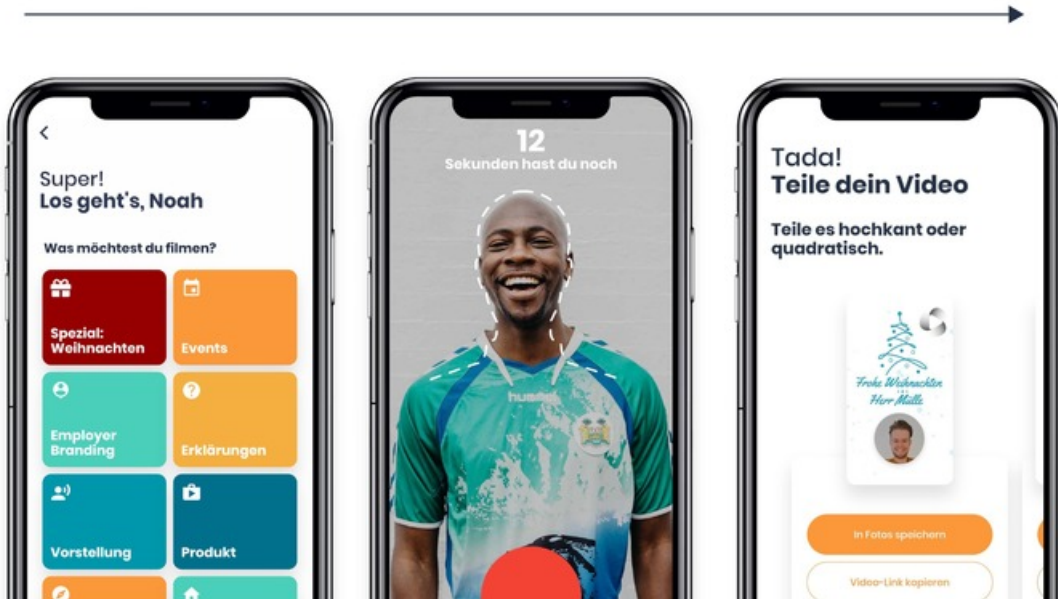 Super!
Los geht's, Noah
Was möchtest du filmen?
Spezial:
Weihnachten
Events
Employer
Branding
Erklärungen
Vorstellung
Produkt
12
Sekunden hast du noch
hummel
Tada!
Teile dein Video
Teile es hochkant oder
quadratisch.
Frohe Weihnachten
Herr Mülle
In Fotos speichern
Video-Link kopieren